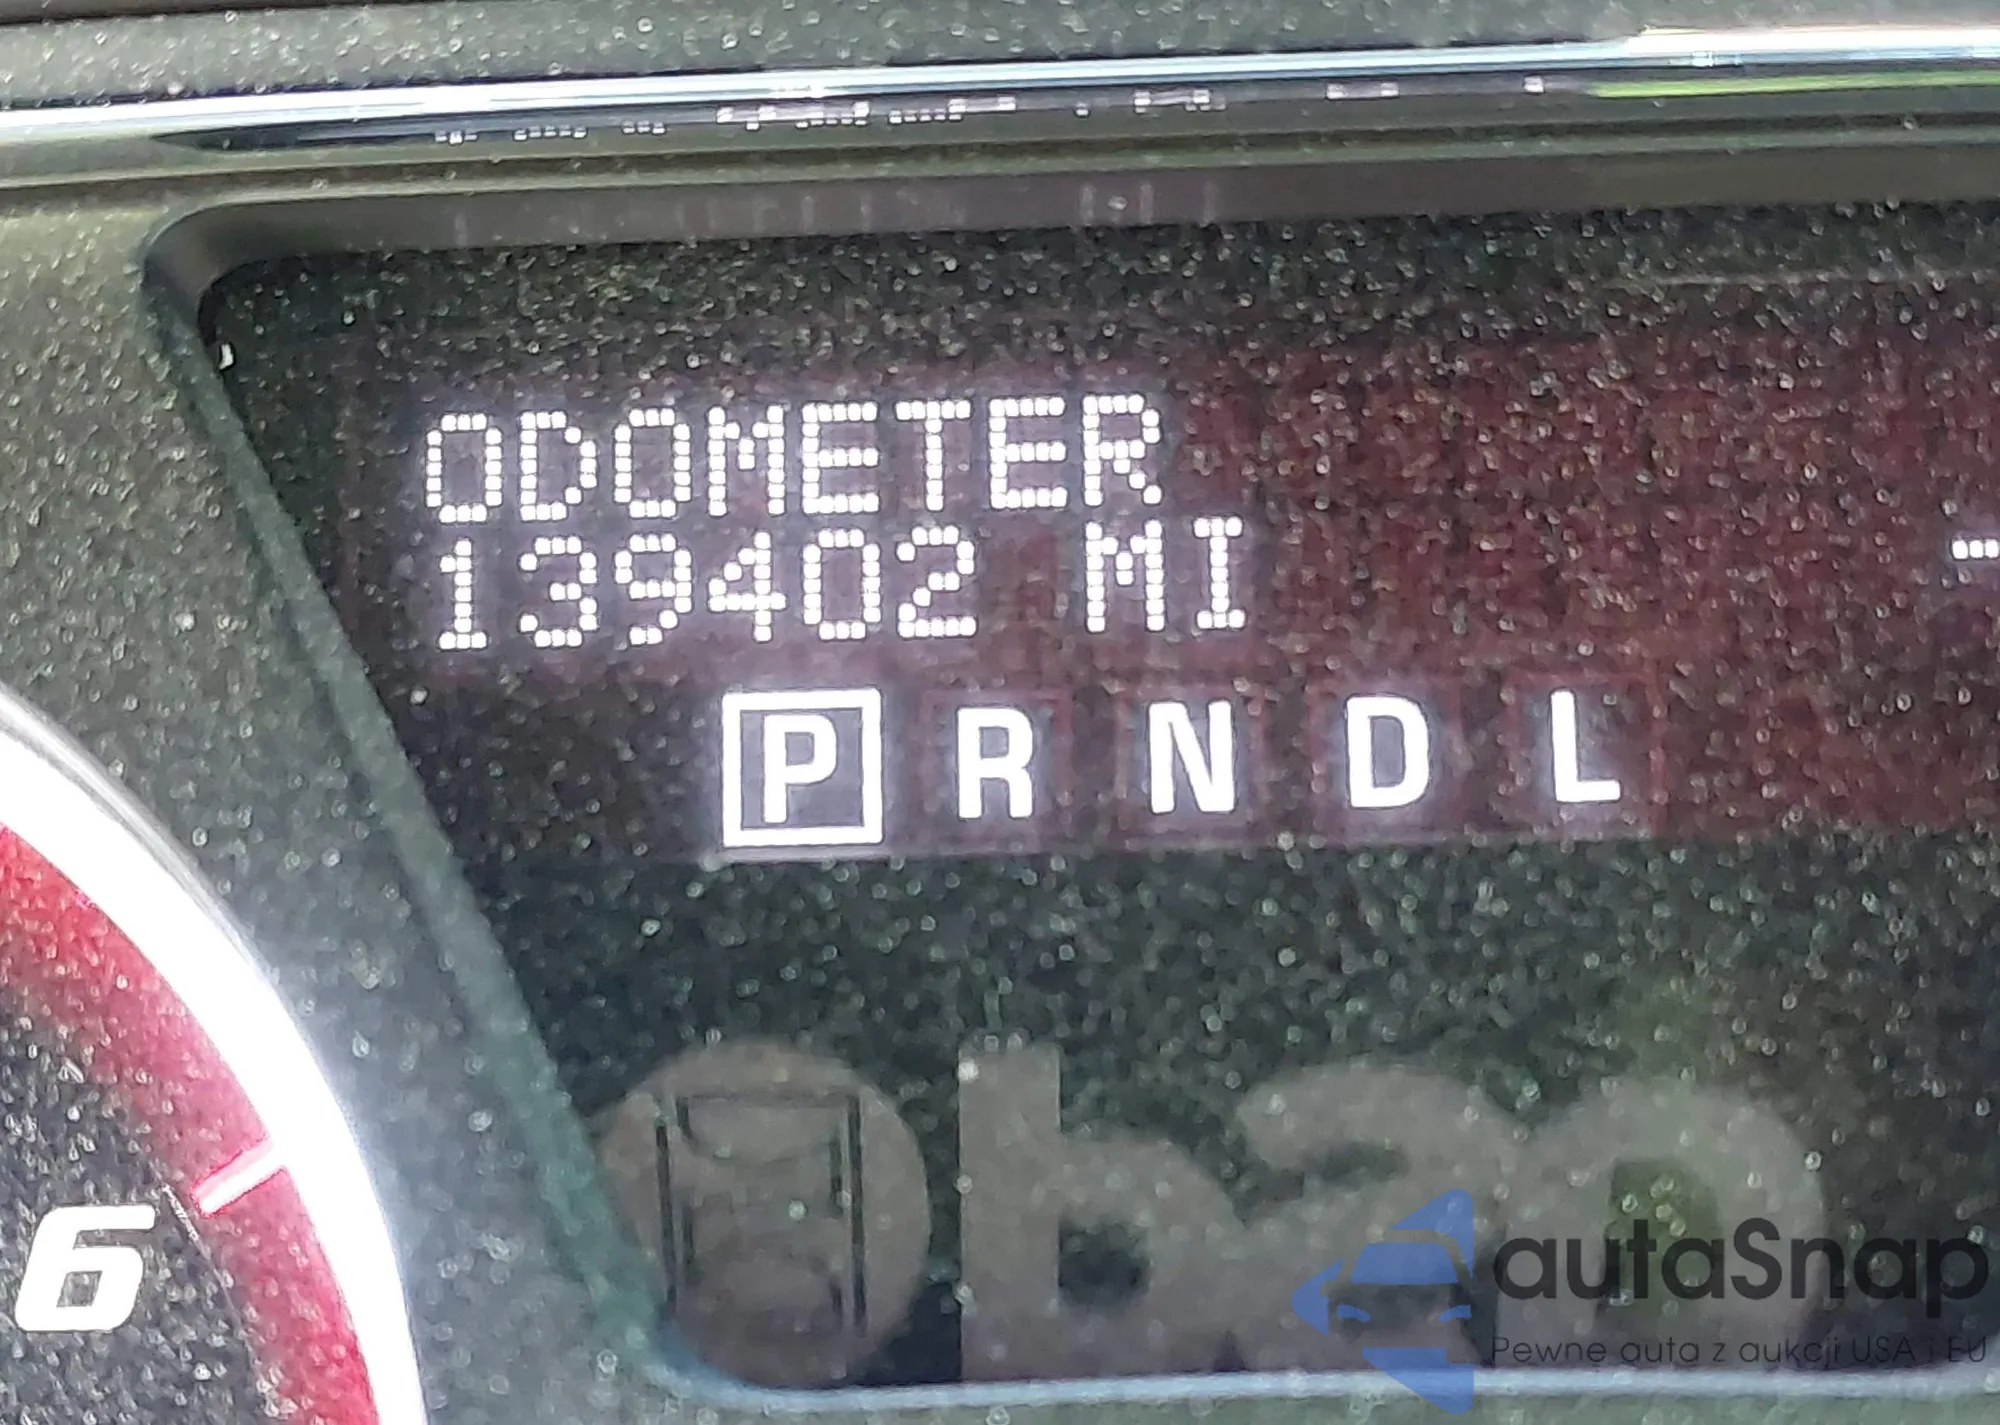 ODOMETER
139402 MI
P R N D L
6
autaSnap
Pewne auta z aukcji USA i EU